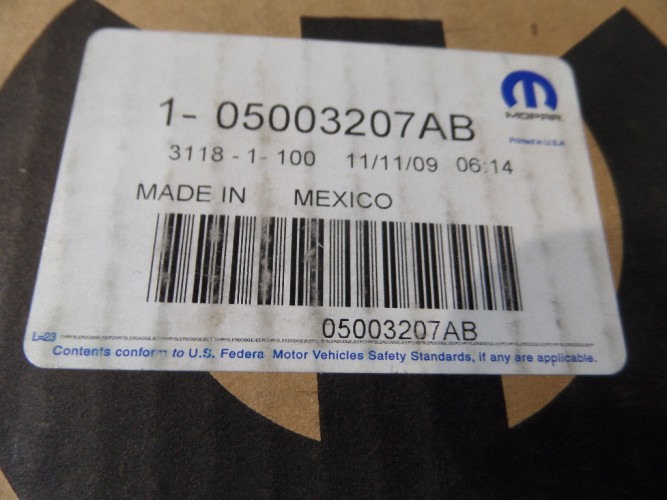 1- 05003207AB
MOPAR
Printed in U.S.A
3118 - 1 - 100 11/11/09 06:14
MADE IN MEXICO
05003207AB
L=23
Contents conform to U.S. Federa Motor Vehicles Safety Standards, if any are applicable.